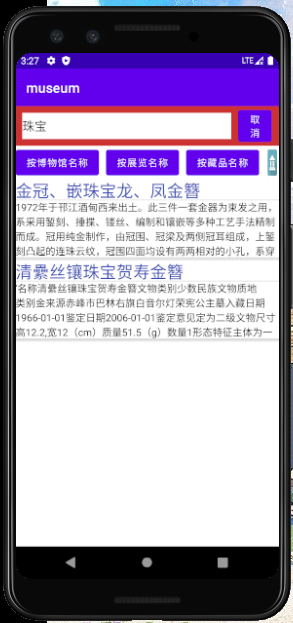 3:27
LTE
museum
珠宝
取
消
按博物馆名称
按展览名称
按藏品名称
金冠、嵌珠宝龙、凤金簪
1972年于邗江酒甸西来出土。此三件一套金器为束发之用，
系采用錾刻、捶揲、镂丝、编制和镶嵌等多种工艺手法精制
而成。冠用纯金制作，由冠围、冠梁及两侧冠耳组成，上錾
刻凸起的连珠云纹，冠围四面均设有两两相对的小孔，系穿
清纍丝镶珠宝贺寿金簪
'名称清纍丝镶珠宝贺寿金簪文物类别少数民族文物质地
类别金来源赤峰市巴林右旗白音尔灯荣宪公主墓入藏日期
1966-01-01鉴定日期2006-01-01鉴定意见定为二级文物尺寸
高12.2,宽12（cm）质量51.5（g）数量1形态特征主体为一